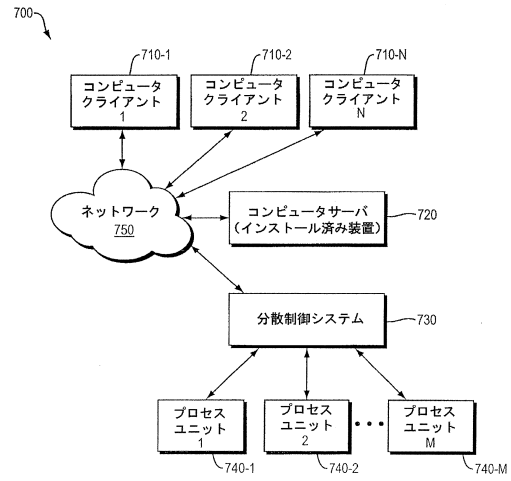 700
710-1
710-2
710-N
コンピュータ
クライアント
1
コンピュータ
クライアント
2
コンピュータ
クライアント
N
ネットワーク
750
コンピュータサーバ
(インストール済み装置)
720
分散制御システム
730
プロセス
ユニット
1
プロセス
ユニット
2
プロセス
ユニット
M
740-1
740-2
740-M